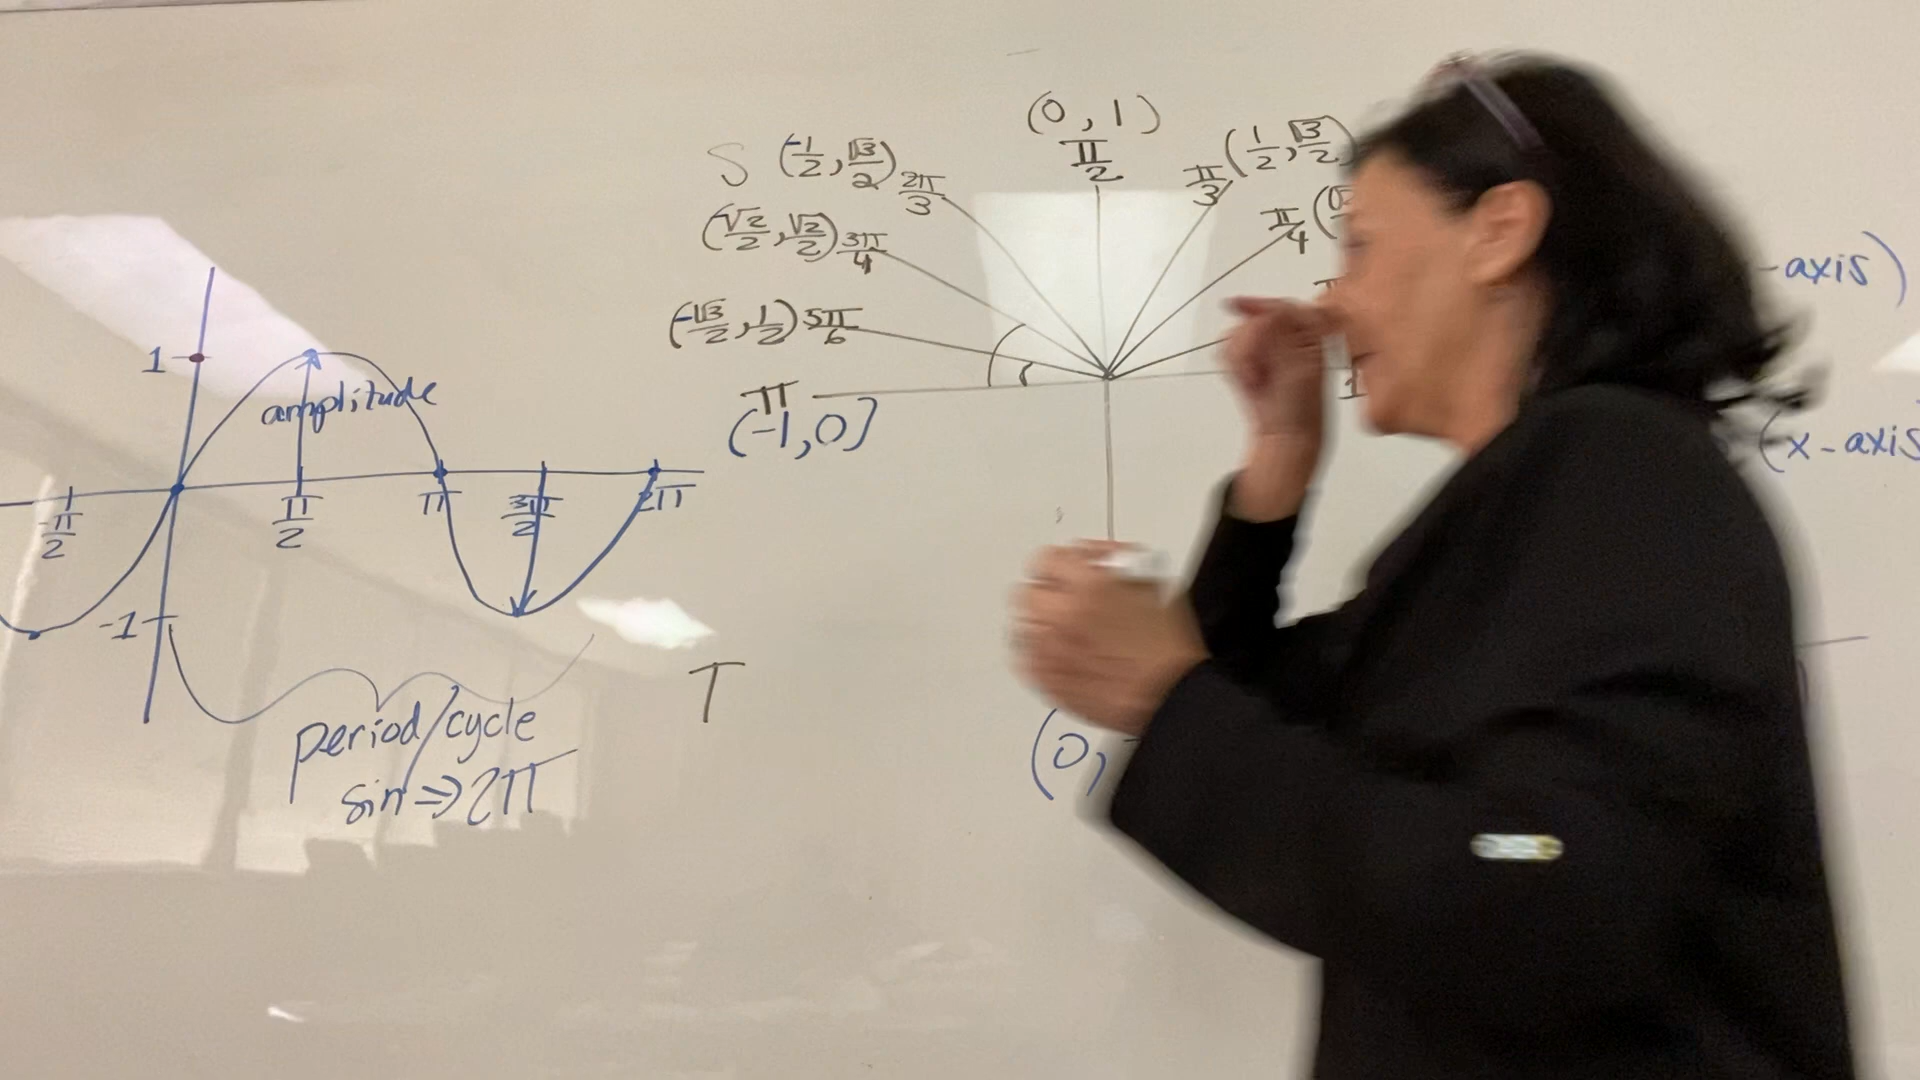 (0, 1)
π/2
S (-1/2, √3/2) 2π/3
π/3 (1/2, √3/2)
(-√2/2, √2/2) 3π/4
π/4
-axis)
(-√3/2, 1/2) 5π/6
1
amplitude
π
(-1, 0]
(x-axis
-π/2
π/2
π
3π/2
2π
-1
T
period/cycle
(0,
sin ⇒ 2π